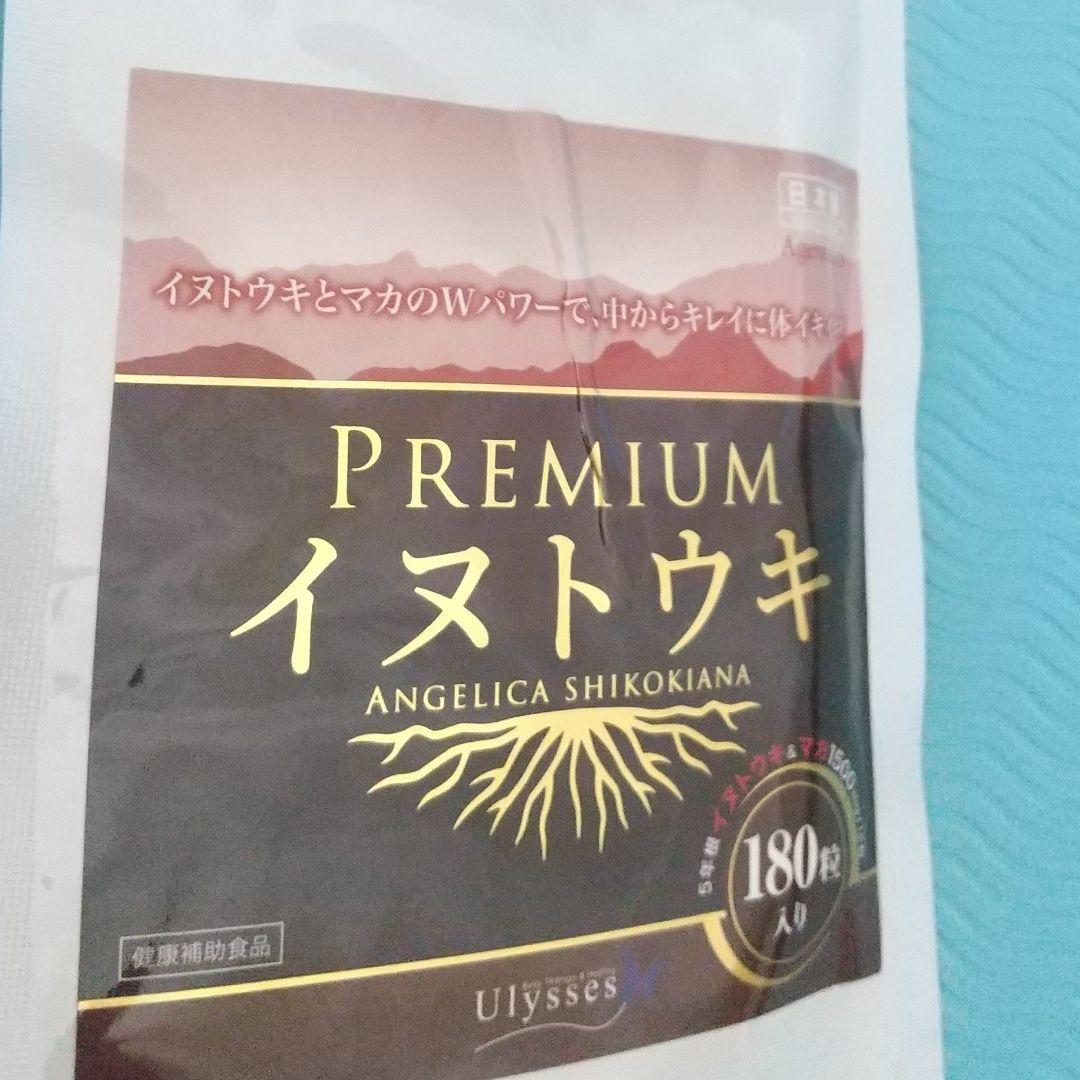 日本製
イヌトウキとマカのWパワーで、中からキレイに体イキイキ
PREMIUM
イヌトウキ
ANGELICA SHIKOKIANA
5年根 イヌトウキ&マカ1500
180粒
入り
健康補助食品
Ulysses